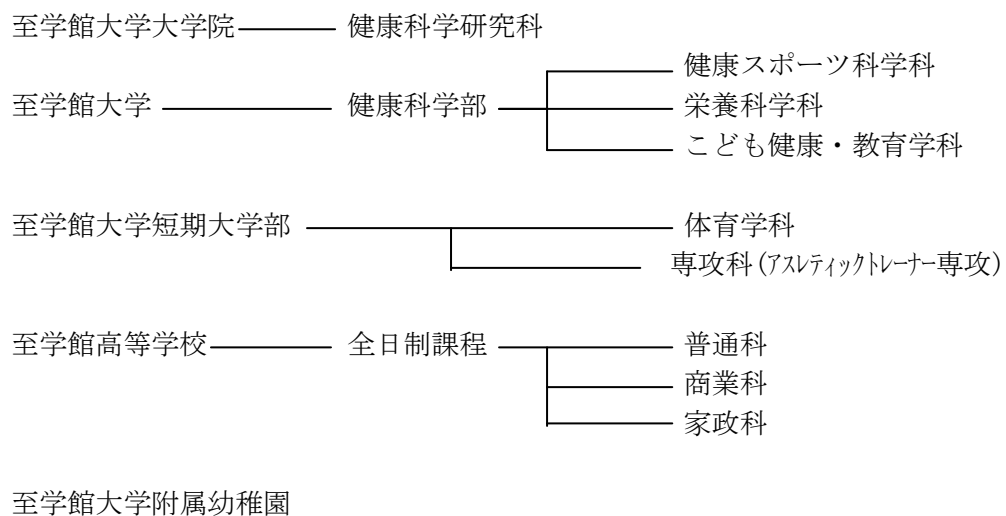 至学館大学大学院 健康科学研究科
健康スポーツ科学科
至学館大学 健康科学部 栄養科学科
こども健康・教育学科
至学館大学短期大学部 体育学科
専攻科(ｱｽﾚﾃｨｯｸﾄﾚｰﾅｰ専攻)
至学館高等学校 全日制課程 普通科
商業科
家政科
至学館大学附属幼稚園